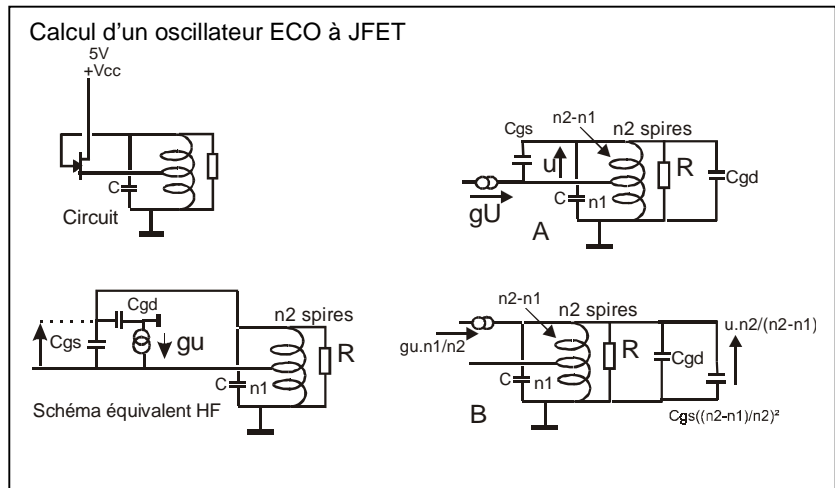 Calcul d'un oscillateur ECO à JFET
5V
+Vcc
C
Circuit
n2-n1
Cgs
n2 spires
u
R
Cgd
C
n1
gU
A
Cgd
Cgs
gu
n2 spires
R
C
n1
Schéma équivalent HF
n2-n1
n2 spires
u.n2/(n2-n1)
gu.n1/n2
R
Cgd
C
n1
B
Cgs((n2-n1)/n2)²